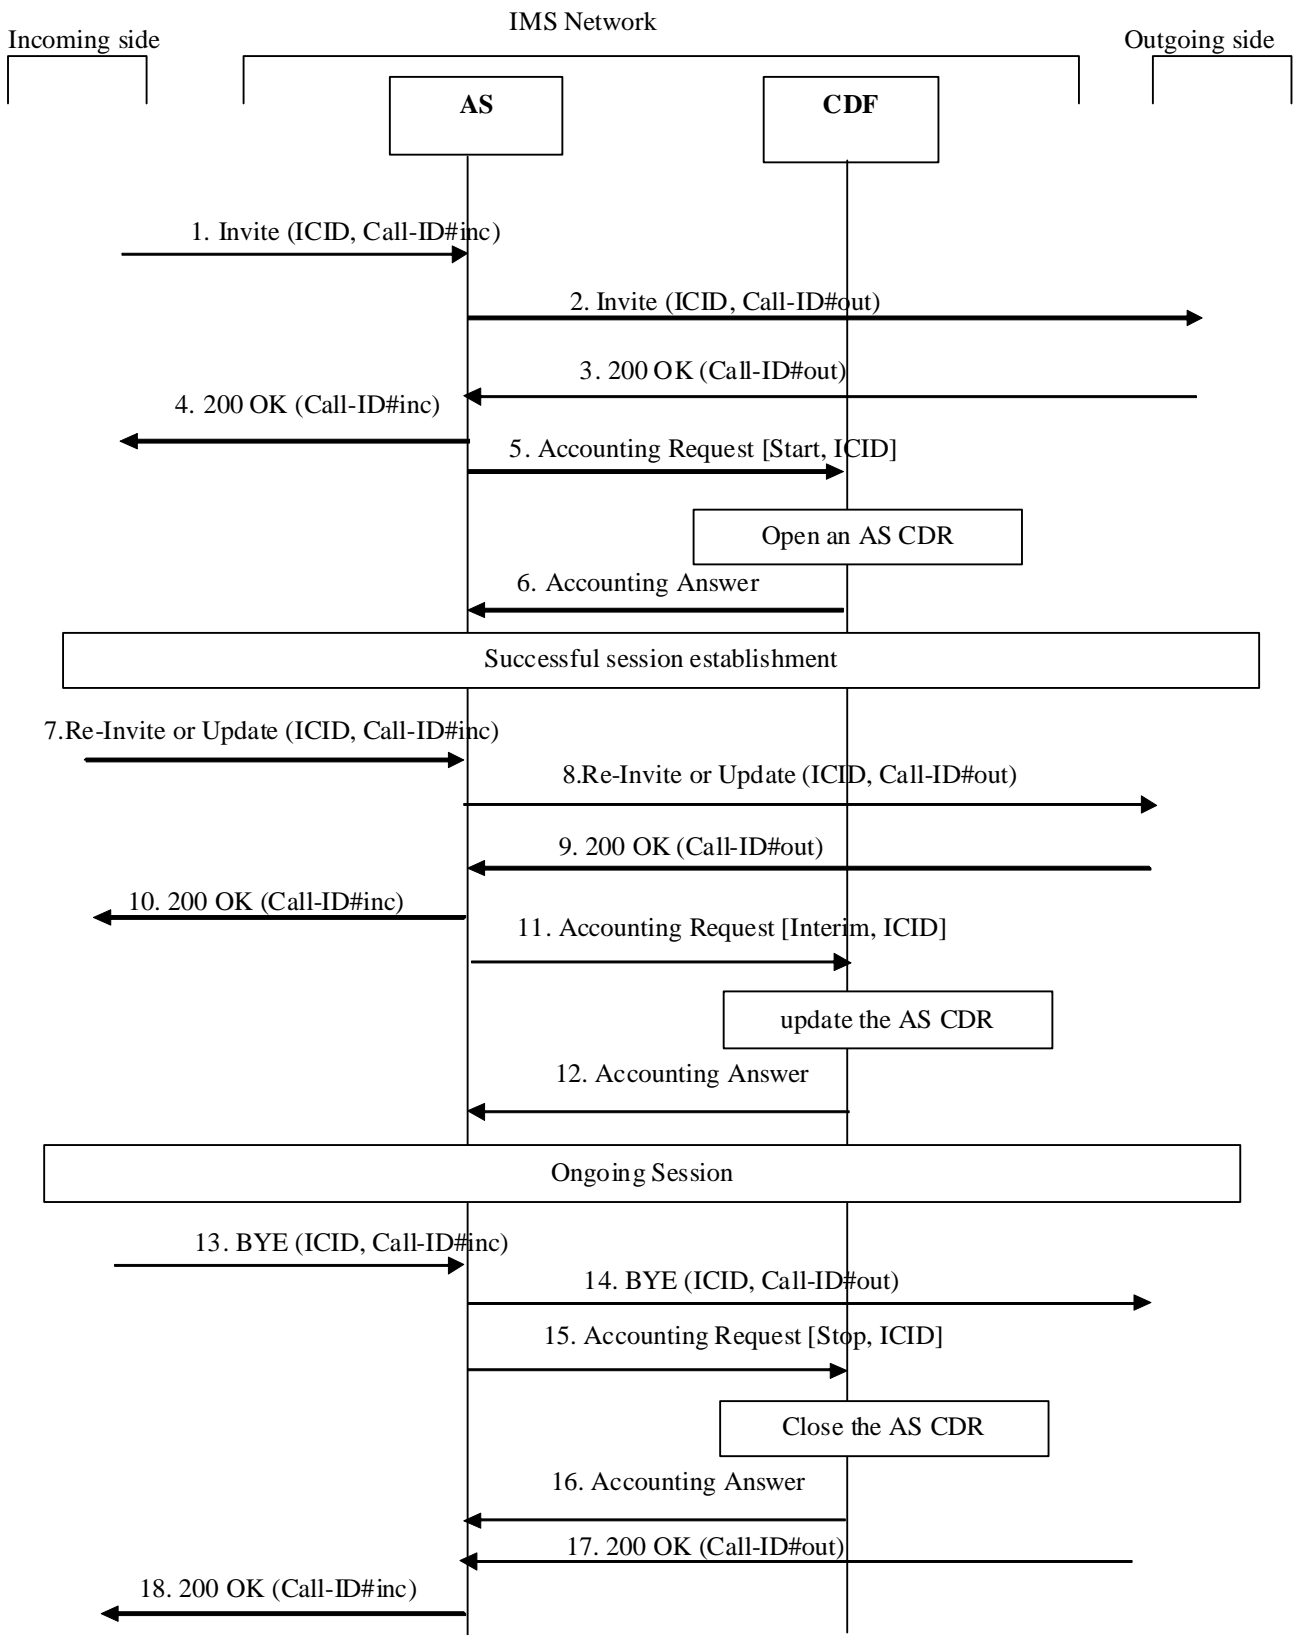 IMS Network
Incoming side
Outgoing side
AS
CDF
1. Invite (ICID, Call-ID#inc)
2. Invite (ICID, Call-ID#out)
3. 200 OK (Call-ID#out)
4. 200 OK (Call-ID#inc)
5. Accounting Request [Start, ICID]
Open an AS CDR
6. Accounting Answer
Successful session establishment
7.Re-Invite or Update (ICID, Call-ID#inc)
8.Re-Invite or Update (ICID, Call-ID#out)
9. 200 OK (Call-ID#out)
10. 200 OK (Call-ID#inc)
11. Accounting Request [Interim, ICID]
update the AS CDR
12. Accounting Answer
Ongoing Session
13. BYE (ICID, Call-ID#inc)
14. BYE (ICID, Call-ID#out)
15. Accounting Request [Stop, ICID]
Close the AS CDR
16. Accounting Answer
17. 200 OK (Call-ID#out)
18. 200 OK (Call-ID#inc)